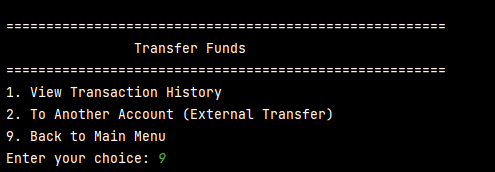 =======================================================
Transfer Funds
=======================================================
1. View Transaction History
2. To Another Account (External Transfer)
9. Back to Main Menu
Enter your choice: 9